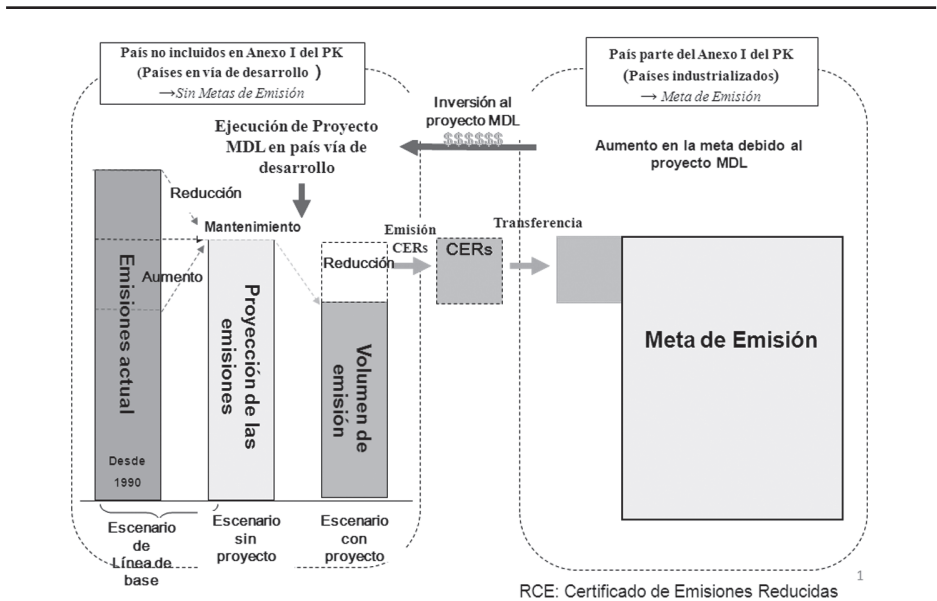 País no incluidos en Anexo I del PK
(Países en vía de desarrollo )
→Sin Metas de Emisión
País parte del Anexo I del PK
(Países industrializados)
→ Meta de Emisión
Inversión al
proyecto MDL
$$$$$$
Ejecución de Proyecto
MDL en país vía de
desarrollo
Aumento en la meta debido al
proyecto MDL
Reducción
Mantenimiento
Aumento
Emisiones actual
Desde
1990
Proyección de las
emisiones
Reducción
Volumen de
emisión
Emisión
CERs
CERs
Transferencia
Meta de Emisión
Escenario
de
Línea de
base
Escenario
sin
proyecto
Escenario
con
proyecto
1
RCE: Certificado de Emisiones Reducidas